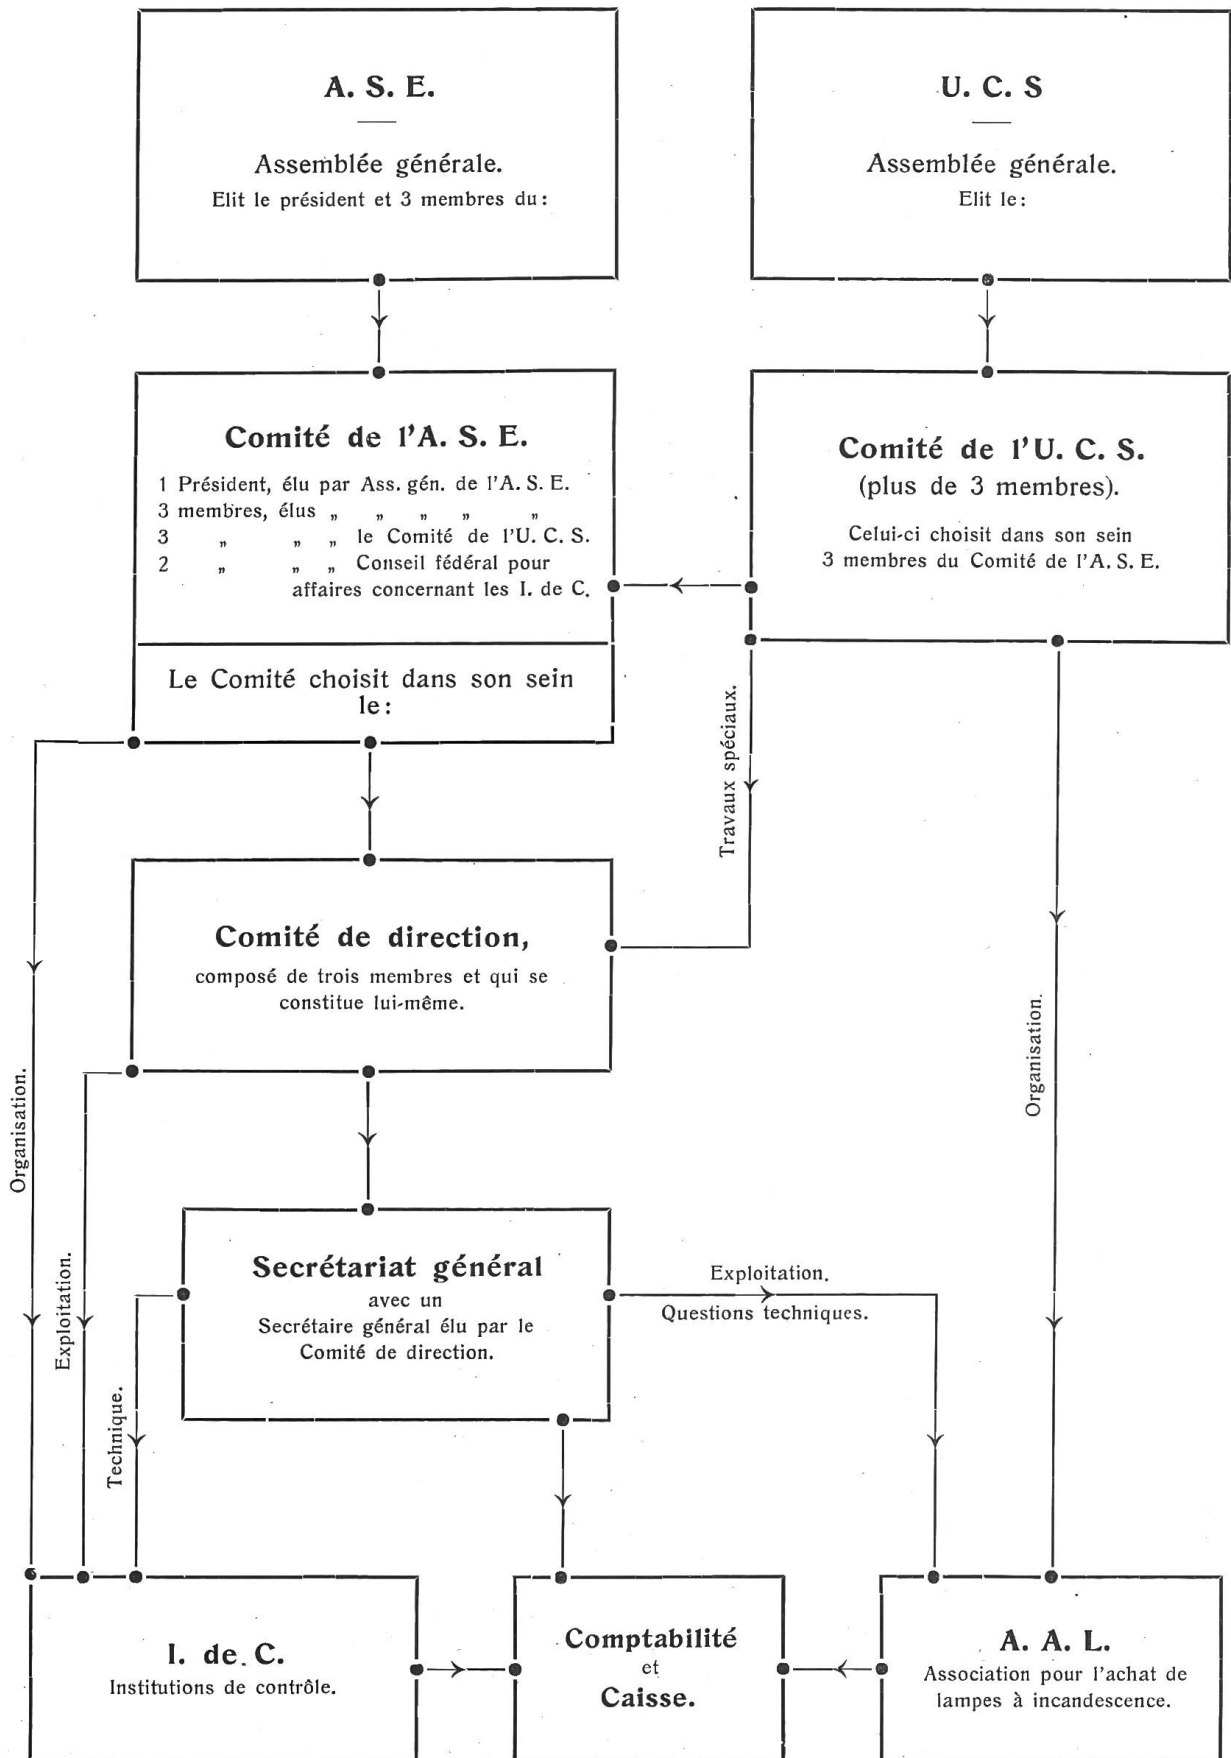 A. S. E.
Assemblée générale.
Elit le président et 3 membres du:
U. C. S
Assemblée générale.
Elit le:
Comité de l'A. S. E.
1 Président, élu par Ass. gén. de l'A. S. E.
3 membres, élus „ „ „ „ „
3 „ „ „ le Comité de l'U. C. S.
2 „ „ „ Conseil fédéral pour
affaires concernant les I. de C.
Le Comité choisit dans son sein
le:
Comité de l'U. C. S.
(plus de 3 membres).
Celui-ci choisit dans son sein
3 membres du Comité de l'A. S. E.
Travaux spéciaux.
Comité de direction,
composé de trois membres et qui se
constitue lui-même.
Organisation.
Organisation.
Exploitation.
Technique.
Secrétariat général
avec un
Secrétaire général élu par le
Comité de direction.
Exploitation.
Questions techniques.
I. de C.
Institutions de contrôle.
Comptabilité
et
Caisse.
A. A. L.
Association pour l'achat de
lampes à incandescence.